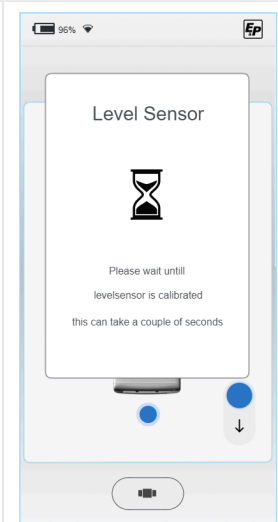 96%
EP
Level Sensor
Please wait untill
levelsensor is calibrated
this can take a couple of seconds